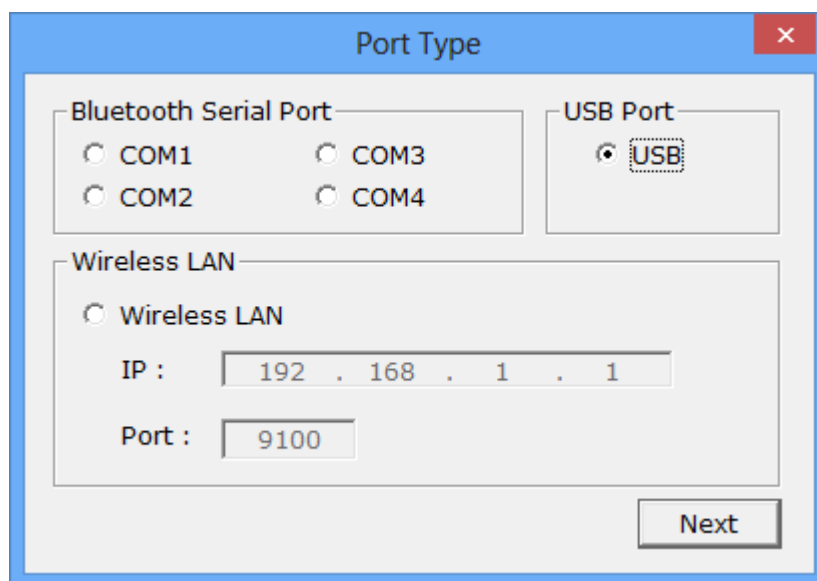 Port Type
Bluetooth Serial Port
COM1 COM3
COM2 COM4
USB Port
USB
Wireless LAN
Wireless LAN
IP : 192 . 168 . 1 . 1
Port : 9100
Next